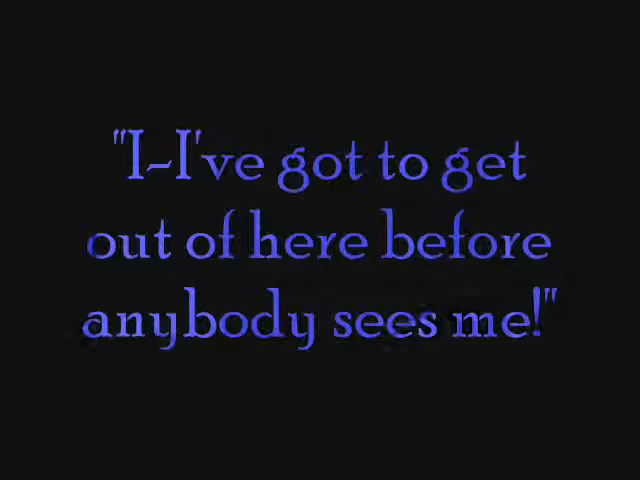 "I-I've got to get
out of here before
anybody sees me!"